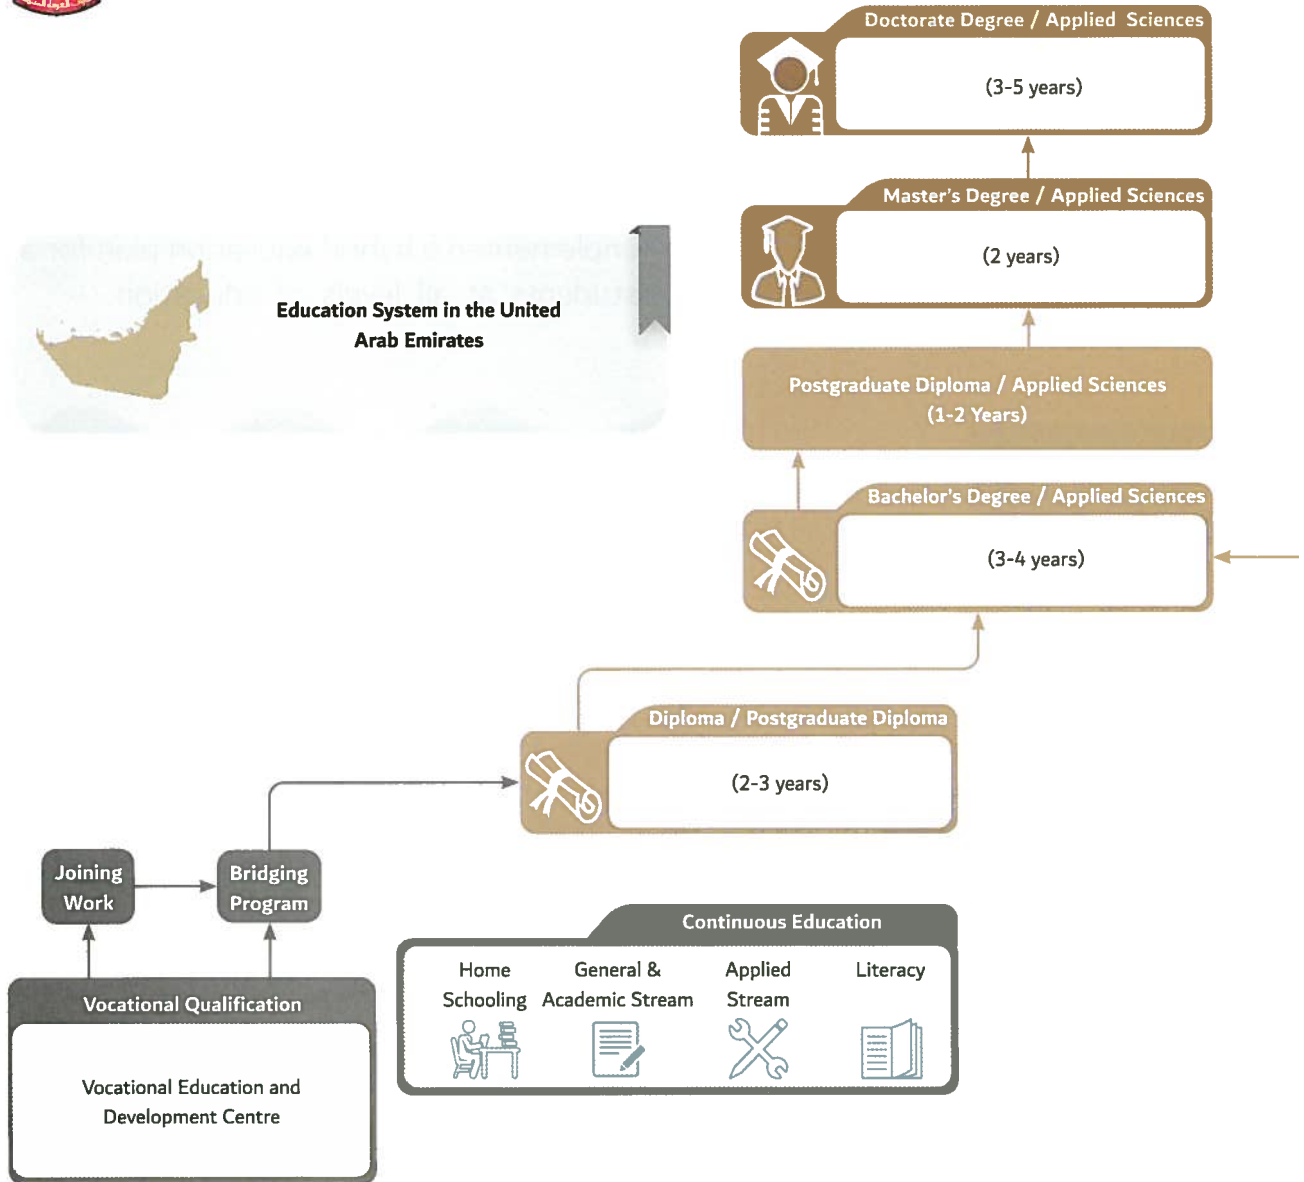 Doctorate Degree / Applied Sciences
(3-5 years)
Master's Degree / Applied Sciences
(2 years)
Education System in the United
Arab Emirates
Postgraduate Diploma / Applied Sciences
(1-2 Years)
Bachelor's Degree / Applied Sciences
(3-4 years)
Diploma / Postgraduate Diploma
(2-3 years)
Joining
Work
Bridging
Program
Continuous Education
Home
Schooling
General &
Academic Stream
Applied
Stream
Literacy
Vocational Qualification
Vocational Education and
Development Centre